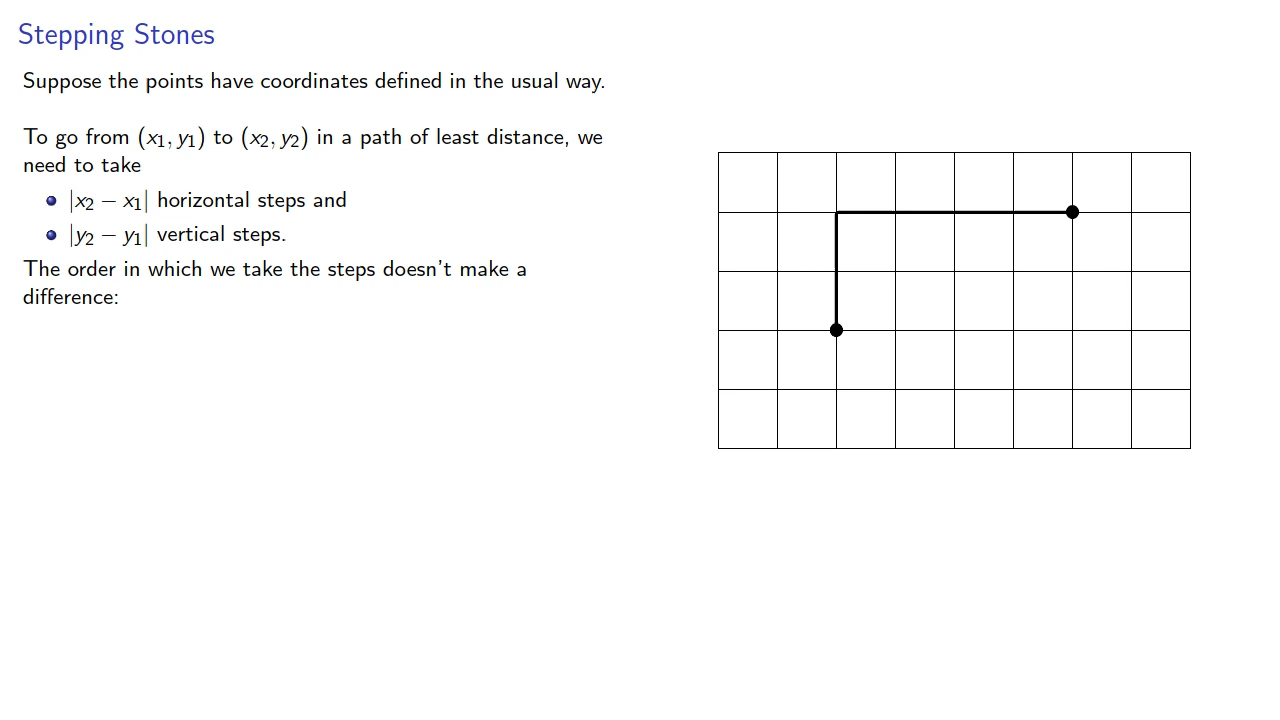 Stepping Stones
Suppose the points have coordinates defined in the usual way.
To go from (x₁, y₁) to (x₂, y₂) in a path of least distance, we
need to take
|x₂ − x₁| horizontal steps and
|y₂ − y₁| vertical steps.
The order in which we take the steps doesn't make a
difference: